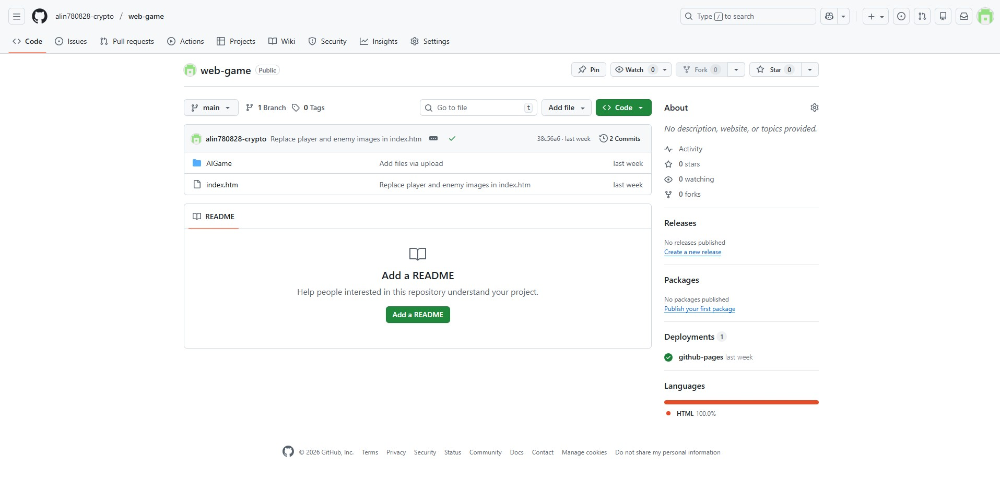 alin780828-crypto / web-game
Type / to search
Code Issues Pull requests Actions Projects Wiki Security Insights Settings
web-game Public
Pin Watch 0 Fork 0 Star 0
main 1 Branch 0 Tags Go to file t Add file Code
alin780828-crypto Replace player and enemy images in index.htm 38c56a6 · last week 2 Commits
AIGame Add files via upload last week
index.htm Replace player and enemy images in index.htm last week
README
Add a README
Help people interested in this repository understand your project.
Add a README
About
No description, website, or topics provided.
Activity
0 stars
0 watching
0 forks
Releases
No releases published
Create a new release
Packages
No packages published
Publish your first package
Deployments 1
github-pages last week
Languages
HTML 100.0%
© 2026 GitHub, Inc. Terms Privacy Security Status Community Docs Contact Manage cookies Do not share my personal information